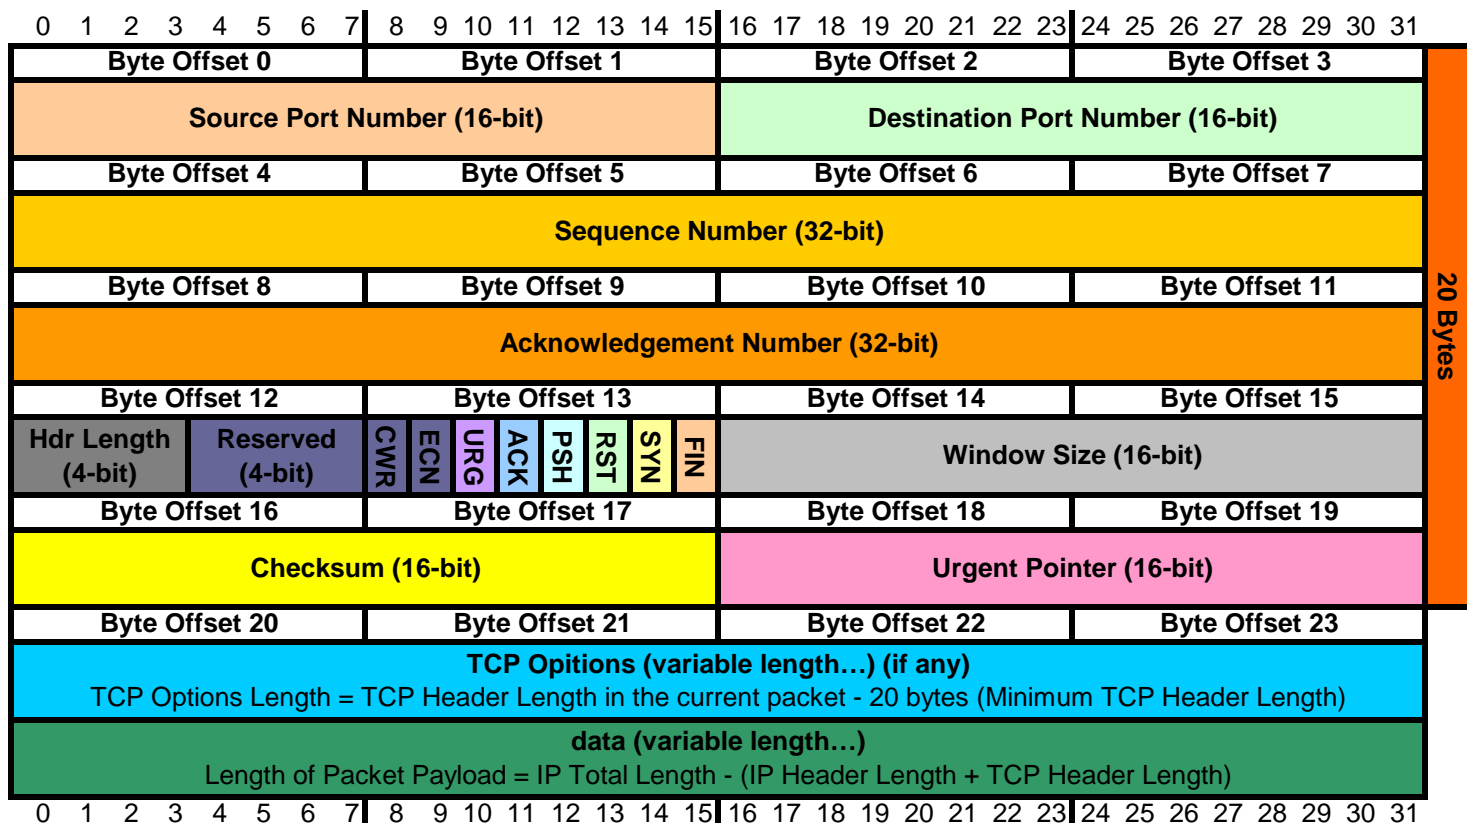 0 1 2 3 4 5 6 7 8 9 10 11 12 13 14 15 16 17 18 19 20 21 22 23 24 25 26 27 28 29 30 31
Byte Offset 0 Byte Offset 1 Byte Offset 2 Byte Offset 3
Source Port Number (16-bit) Destination Port Number (16-bit)
Byte Offset 4 Byte Offset 5 Byte Offset 6 Byte Offset 7
Sequence Number (32-bit)
Byte Offset 8 Byte Offset 9 Byte Offset 10 Byte Offset 11
Acknowledgement Number (32-bit)
20 Bytes
Byte Offset 12 Byte Offset 13 Byte Offset 14 Byte Offset 15
Hdr Length
(4-bit)
Reserved
(4-bit)
CWR
ECN
URG
ACK
PSH
RST
SYN
FIN
Window Size (16-bit)
Byte Offset 16 Byte Offset 17 Byte Offset 18 Byte Offset 19
Checksum (16-bit) Urgent Pointer (16-bit)
Byte Offset 20 Byte Offset 21 Byte Offset 22 Byte Offset 23
TCP Opitions (variable length…) (if any)
TCP Options Length = TCP Header Length in the current packet - 20 bytes (Minimum TCP Header Length)
data (variable length…)
Length of Packet Payload = IP Total Length - (IP Header Length + TCP Header Length)
0 1 2 3 4 5 6 7 8 9 10 11 12 13 14 15 16 17 18 19 20 21 22 23 24 25 26 27 28 29 30 31